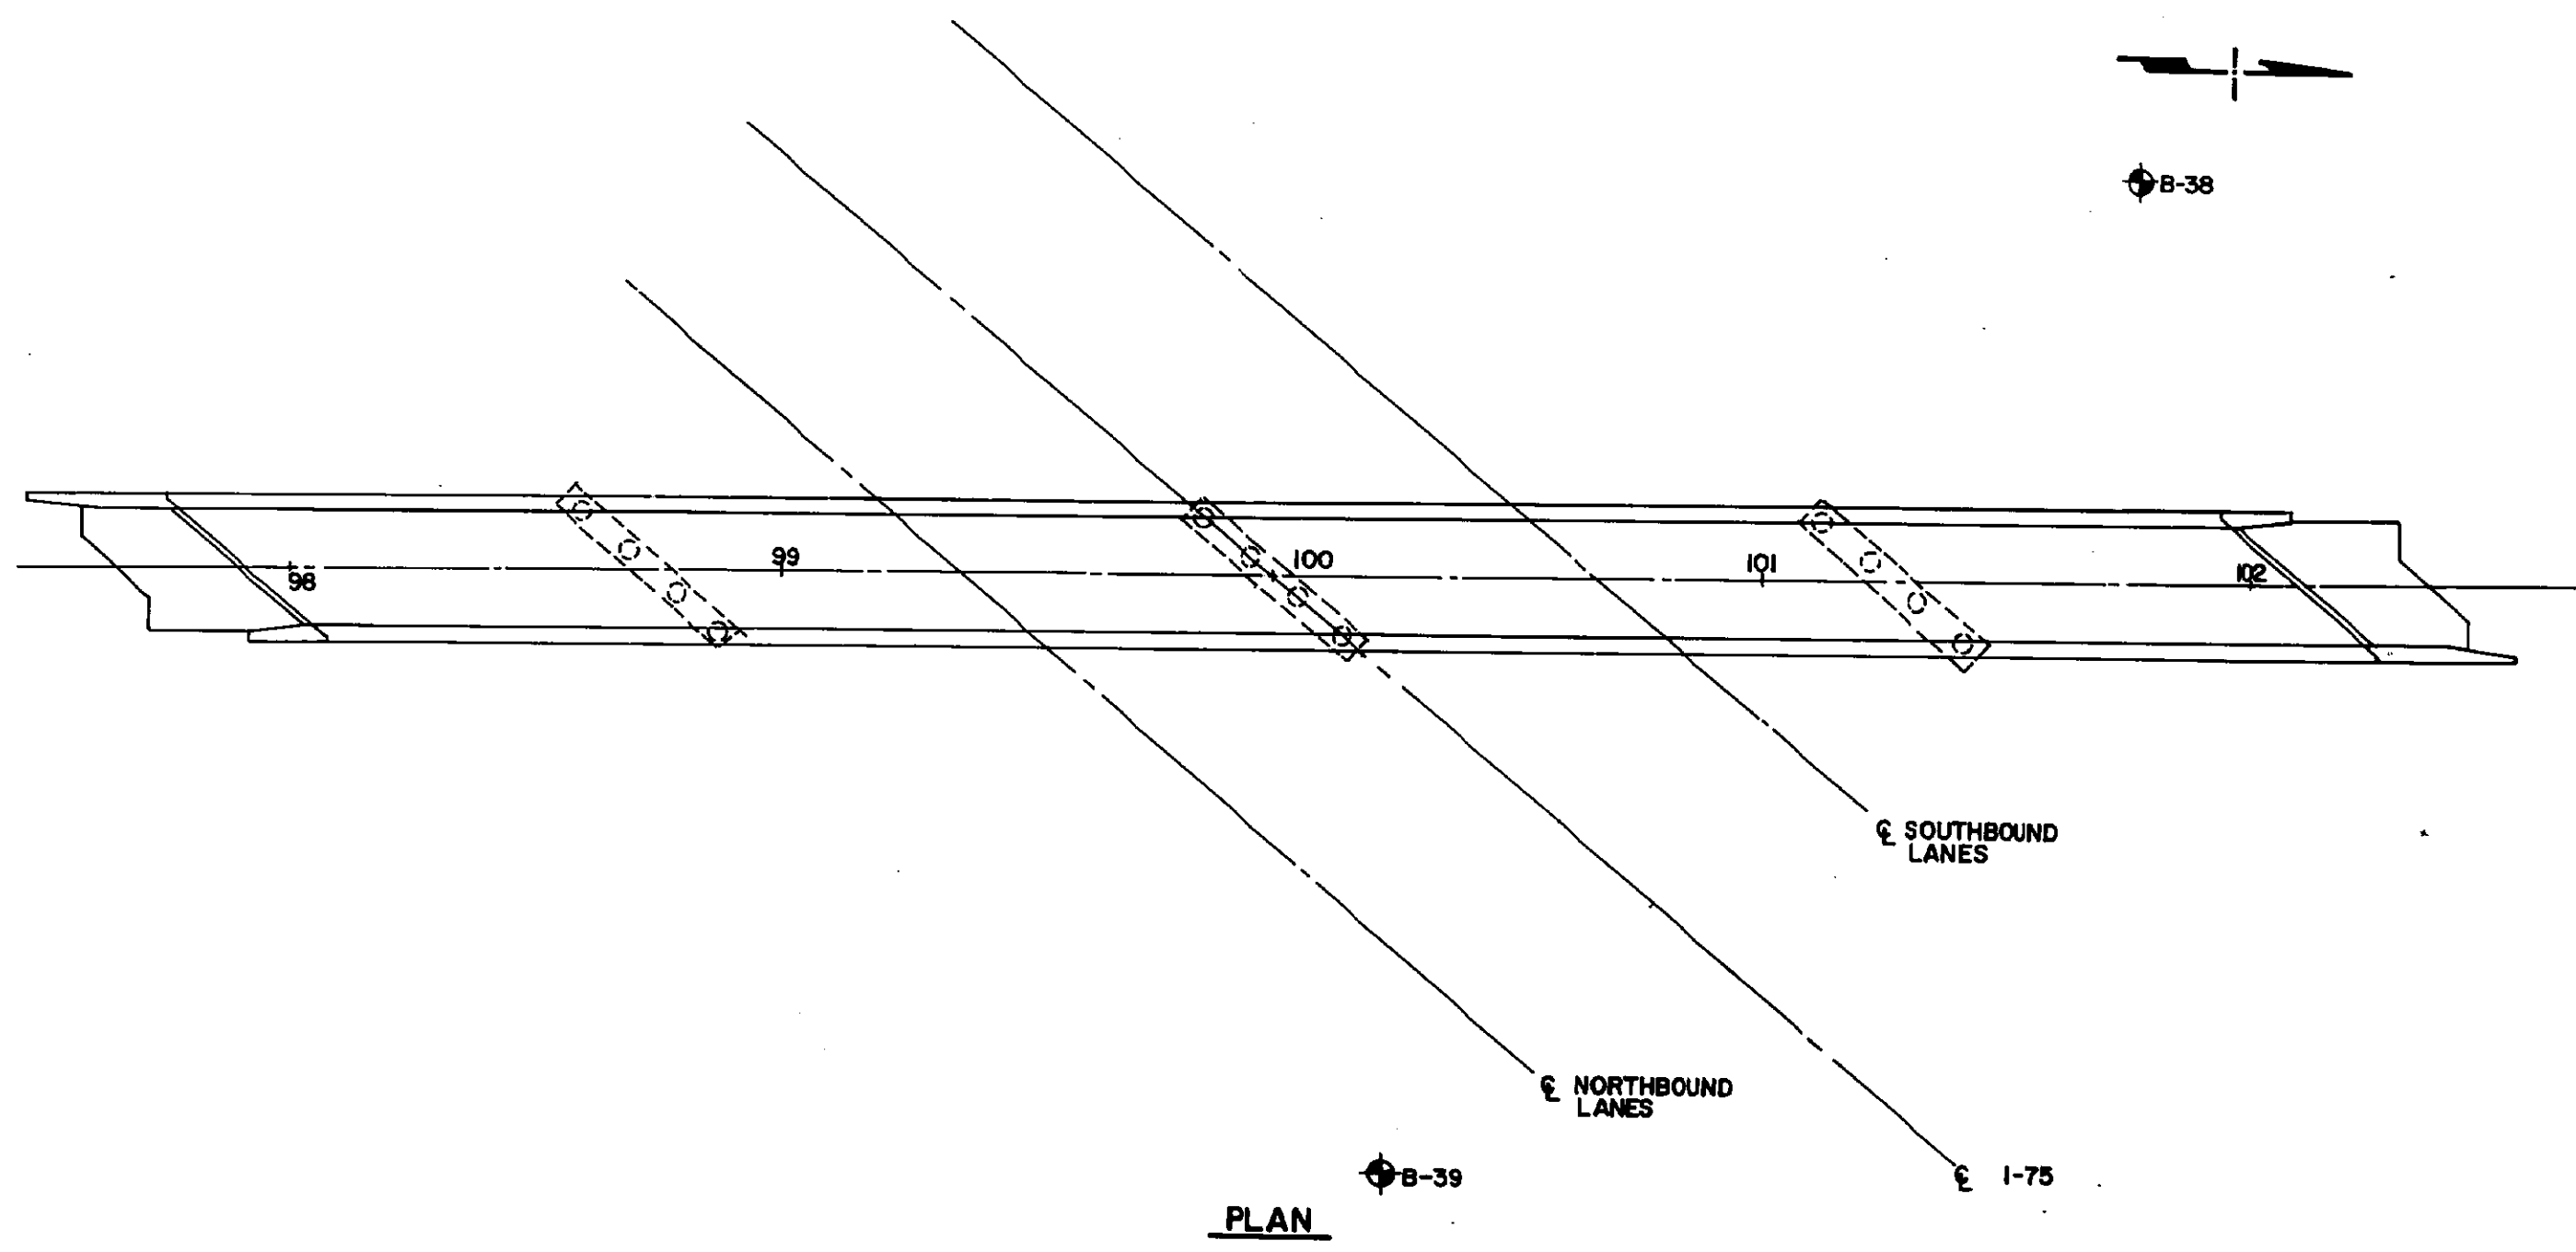 B-38
98
99
100
101
102
℄ SOUTHBOUND
LANES
℄ NORTHBOUND
LANES
B-39
℄ I-75
PLAN